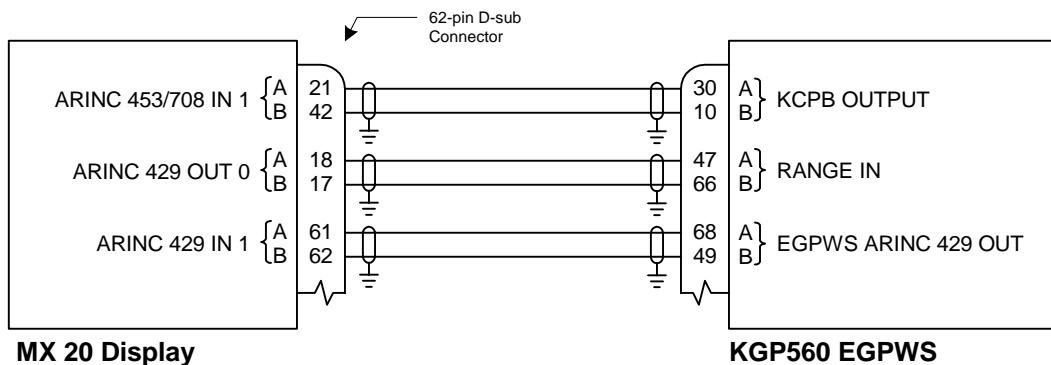 62-pin D-sub
Connector
ARINC 453/708 IN 1 A 21 30 A KCPB OUTPUT
B 42 10 B
ARINC 429 OUT 0 A 18 47 A RANGE IN
B 17 66 B
ARINC 429 IN 1 A 61 68 A EGPWS ARINC 429 OUT
B 62 49 B
MX 20 Display KGP560 EGPWS